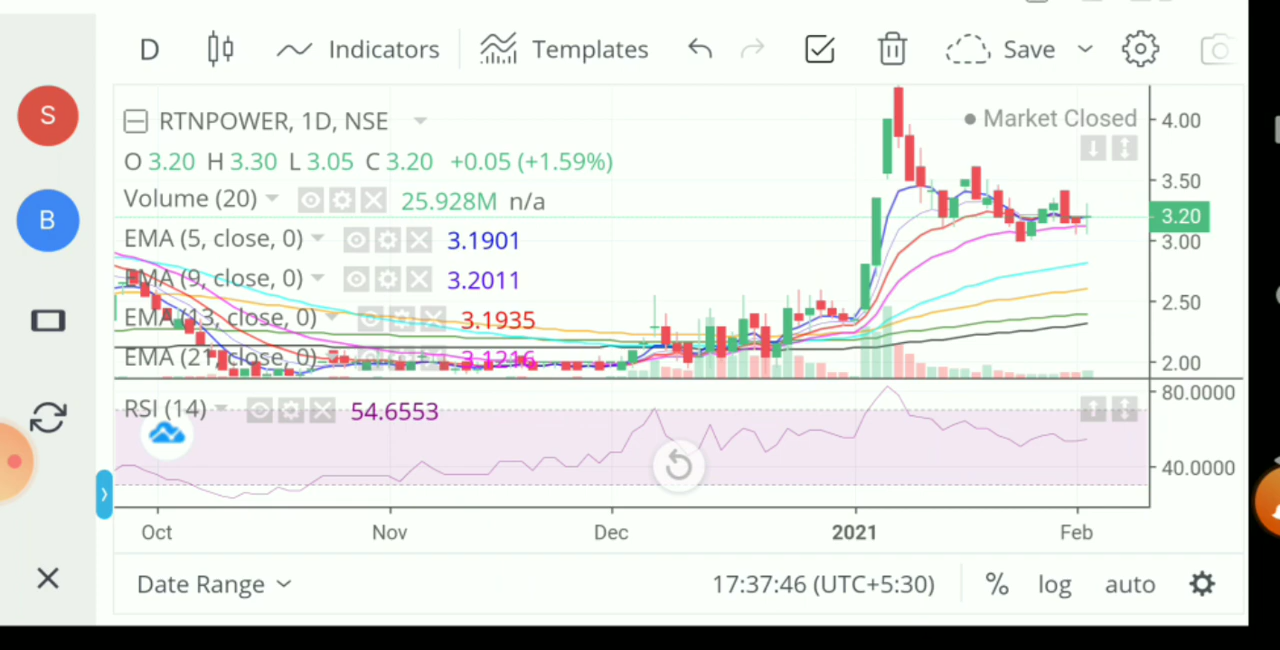 D Indicators Templates Save
S
B
RTNPOWER, 1D, NSE
Market Closed
O 3.20 H 3.30 L 3.05 C 3.20 +0.05 (+1.59%)
Volume (20) 25.928M n/a
EMA (5, close, 0) 3.1901
EMA (9, close, 0) 3.2011
EMA (13, close, 0) 3.1935
EMA (21, close, 0) 3.1216
4.00
3.50
3.20
3.00
2.50
2.00
RSI (14) 54.6553
80.0000
40.0000
Oct Nov Dec 2021 Feb
Date Range 17:37:46 (UTC+5:30) % log auto